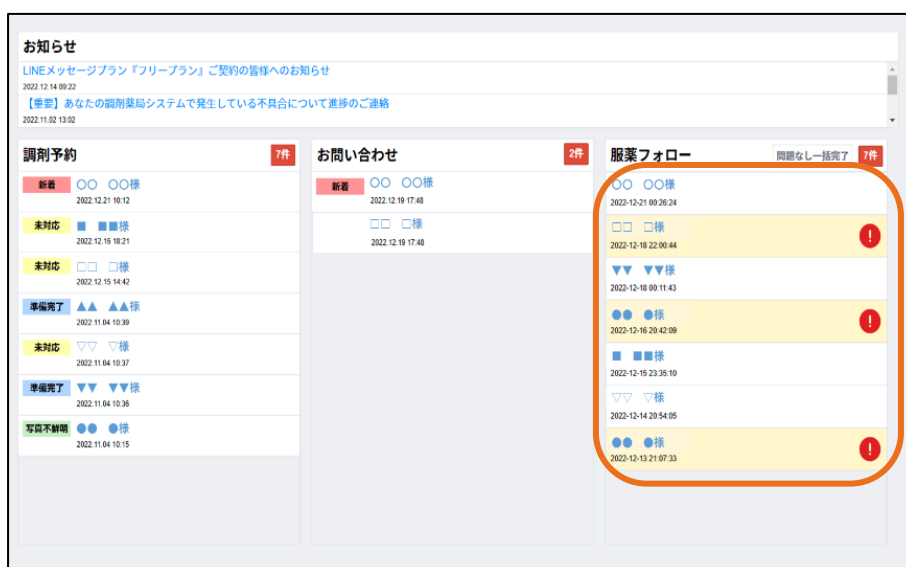 お知らせ
LINEメッセージプラン『フリープラン』ご契約の皆様へのお知らせ
2022.12.14 09:22
【重要】あなたの調剤薬局システムで発生している不具合について進捗のご連絡
2022.11.02 13:02
調剤予約 7件
新着 〇〇 〇〇様
2022.12.21 10:12
未対応 ■ ■■様
2022.12.16 18:21
未対応 □□ □様
2022.12.15 14:42
準備完了 ▲▲ ▲▲様
2022.11.04 10:39
未対応 ▽▽ ▽様
2022.11.04 10:37
準備完了 ▼▼ ▼▼様
2022.11.04 10:36
写真不鮮明 ●● ●様
2022.11.04 10:15
お問い合わせ 2件
新着 〇〇 〇〇様
2022.12.19 17:48
□□ □様
2022.12.19 17:48
服薬フォロー 問題なし一括完了 7件
〇〇 〇〇様
2022-12-21 00:26:24
□□ □様 !
2022-12-18 22:00:44
▼▼ ▼▼様
2022-12-18 00:11:43
●● ●様 !
2022-12-16 20:42:09
■ ■■様
2022-12-15 23:35:10
▽▽ ▽様
2022-12-14 20:54:05
●● ●様 !
2022-12-13 21:07:33